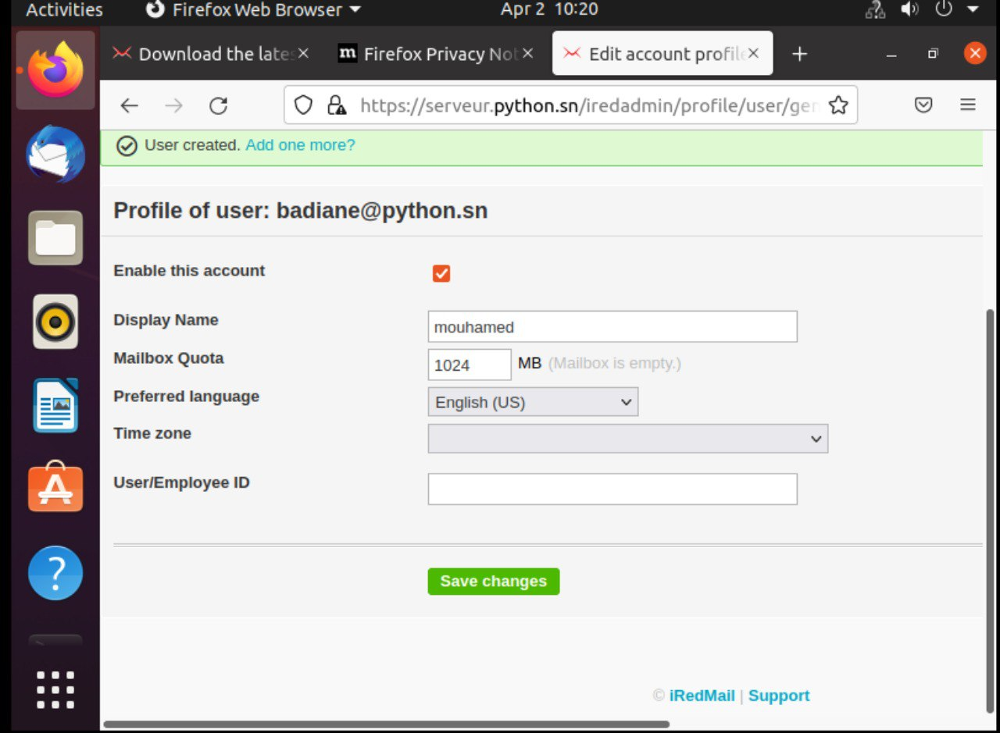 Activities Firefox Web Browser Apr 2 10:20
Download the late Firefox Privacy Not Edit account profile
https://serveur.python.sn/iredadmin/profile/user/gen
User created. Add one more?
Profile of user: badiane@python.sn
Enable this account
Display Name mouhamed
Mailbox Quota 1024 MB (Mailbox is empty.)
Preferred language English (US)
Time zone
User/Employee ID
Save changes
© iRedMail | Support